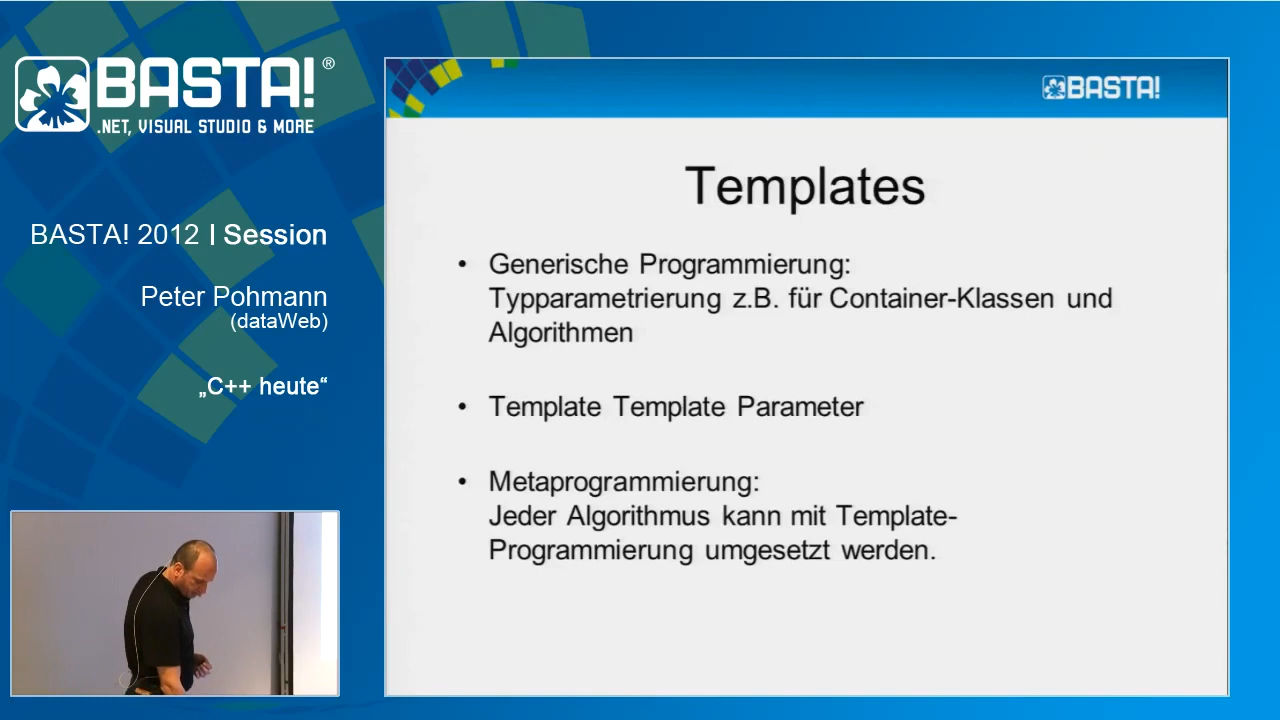 BASTA!®
.NET, VISUAL STUDIO & MORE
BASTA! 2012 | Session
Peter Pohmann
(dataWeb)
„C++ heute“
BASTA!
Templates
• Generische Programmierung:
Typparametrierung z.B. für Container-Klassen und
Algorithmen
• Template Template Parameter
• Metaprogrammierung:
Jeder Algorithmus kann mit Template-
Programmierung umgesetzt werden.